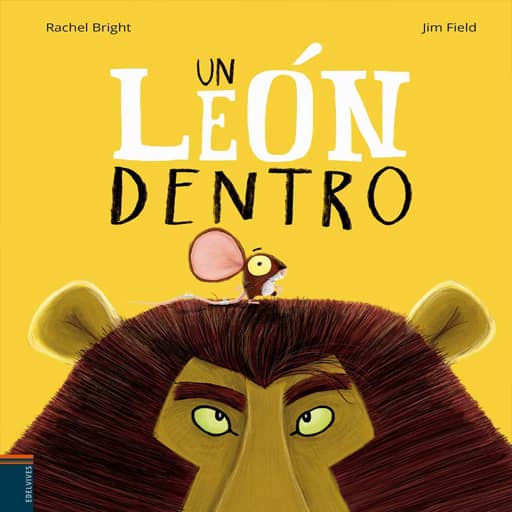 Rachel Bright
Jim Field
UN
LEÓN
DENTRO
EDELVIVES